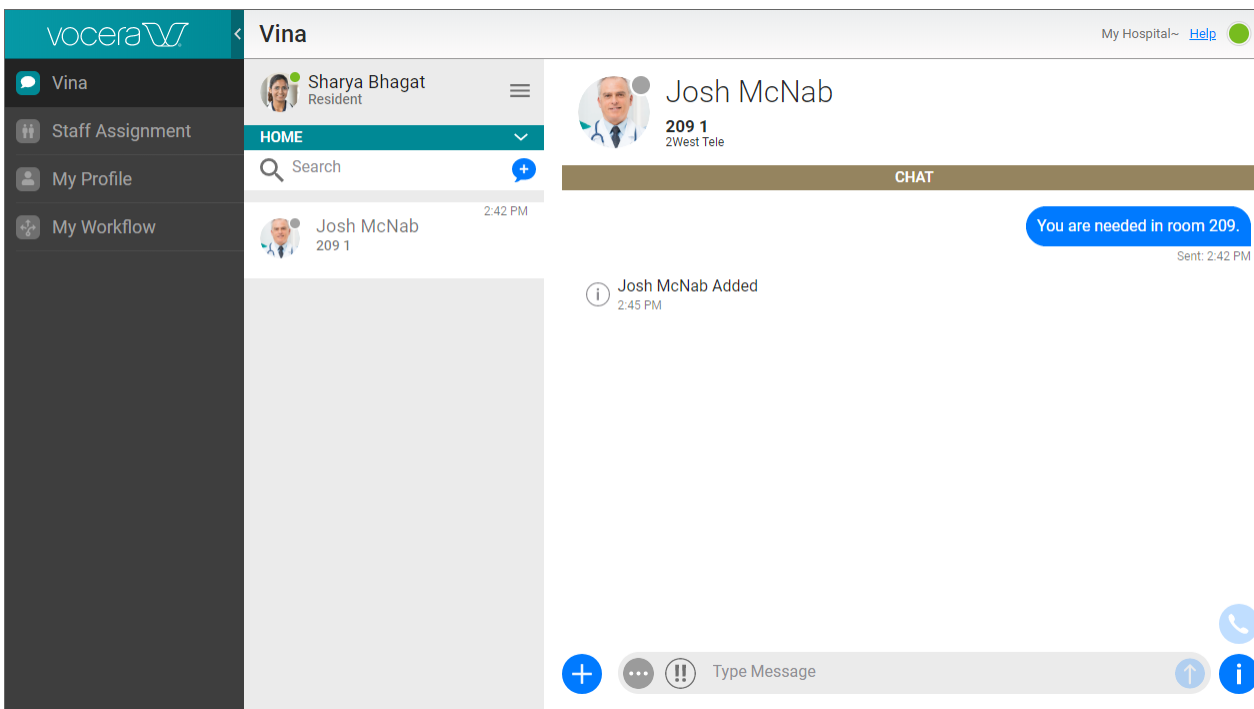 vocera
Vina
My Hospital~ Help
Vina
Staff Assignment
My Profile
My Workflow
Sharya Bhagat
Resident
HOME
Search
2:42 PM
Josh McNab
209 1
Josh McNab
209 1
2West Tele
CHAT
You are needed in room 209.
Sent: 2:42 PM
Josh McNab Added
2:45 PM
Type Message